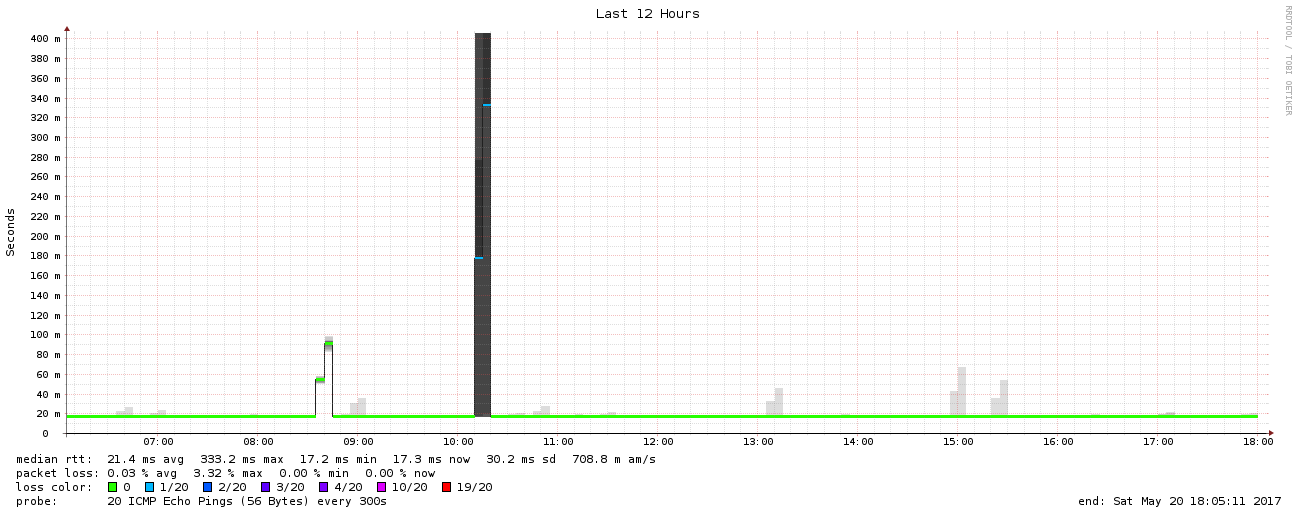 Last 12 Hours
RRDTOOL / TOBI OETIKER
Seconds
400 m
380 m
360 m
340 m
320 m
300 m
280 m
260 m
240 m
220 m
200 m
180 m
160 m
140 m
120 m
100 m
80 m
60 m
40 m
20 m
0
07:00 08:00 09:00 10:00 11:00 12:00 13:00 14:00 15:00 16:00 17:00 18:00
median rtt: 21.4 ms avg 333.2 ms max 17.2 ms min 17.3 ms now 30.2 ms sd 708.8 m am/s
packet loss: 0.03 % avg 3.32 % max 0.00 % min 0.00 % now
loss color: 0 1/20 2/20 3/20 4/20 10/20 19/20
probe: 20 ICMP Echo Pings (56 Bytes) every 300s end: Sat May 20 18:05:11 2017